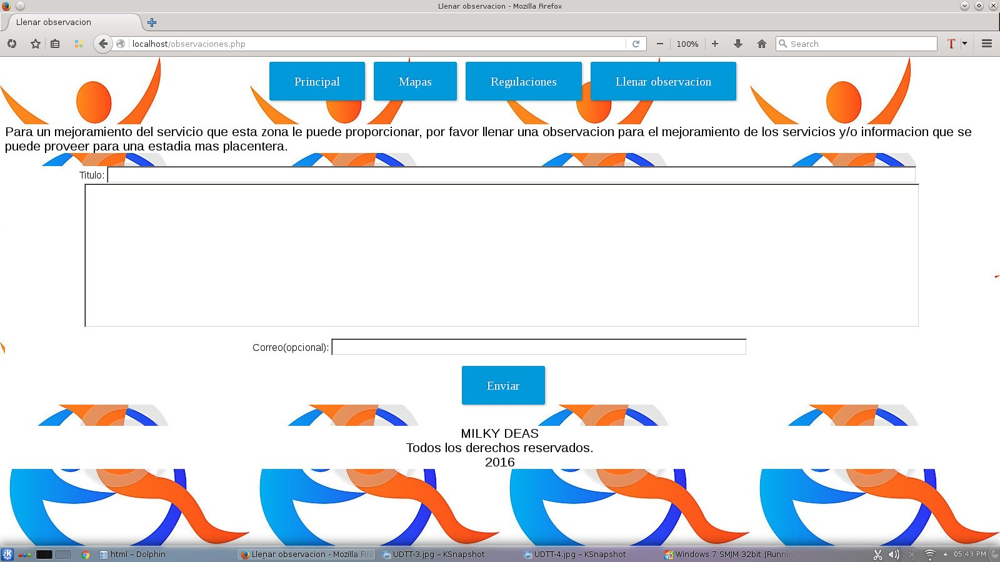 Llenar observacion - Mozilla Firefox
Llenar observacion
localhost/observaciones.php
100%
Search
T
Principal
Mapas
Regulaciones
Llenar observacion
Para un mejoramiento del servicio que esta zona le puede proporcionar, por favor llenar una observacion para el mejoramiento de los servicios y/o informacion que se
puede proveer para una estadia mas placentera.
Titulo:
Correo(opcional):
Enviar
MILKY DEAS
Todos los derechos reservados.
2016
html – Dolphin
Llenar observacion - Mozilla Fir
UDTT-3.jpg – KSnapshot
UDTT-4.jpg – KSnapshot
Windows 7 SMJM 32bit [Runnin
05:43 PM